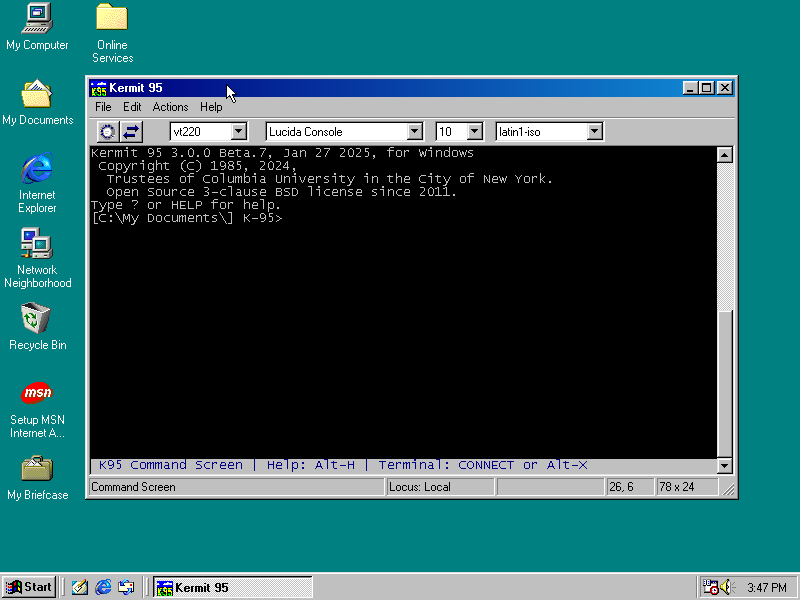 My Computer
Online
Services
My Documents
Internet
Explorer
Network
Neighborhood
Recycle Bin
msn
Setup MSN
Internet A...
My Briefcase
K95
Kermit 95
File Edit Actions Help
vt220 Lucida Console 10 latin1-iso
Kermit 95 3.0.0 Beta.7, Jan 27 2025, for Windows
Copyright (C) 1985, 2024,
Trustees of Columbia University in the City of New York.
Open Source 3-clause BSD license since 2011.
Type ? or HELP for help.
[C:\My Documents\] K-95>
K95 Command Screen | Help: Alt-H | Terminal: CONNECT or Alt-X
Command Screen Locus: Local 26, 6 78 x 24
Start K95 Kermit 95 3:47 PM